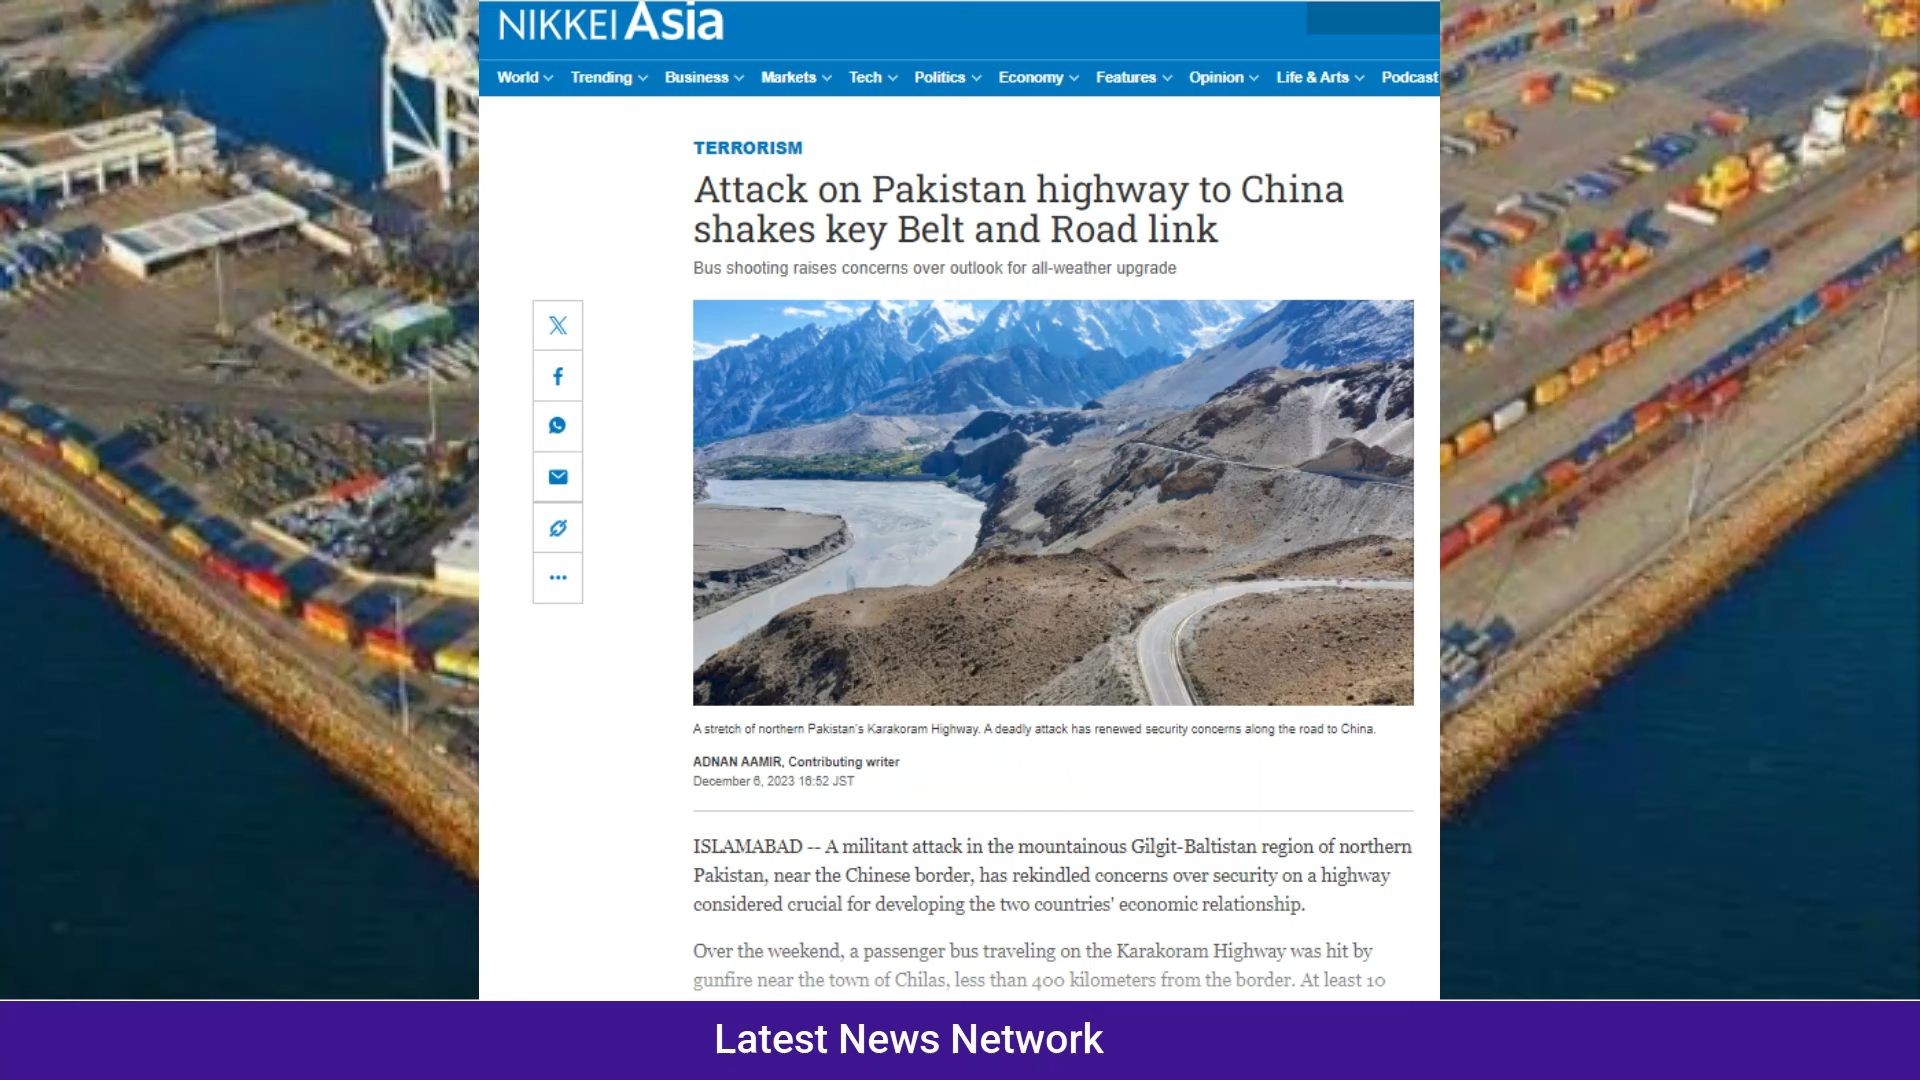 NIKKEI Asia
World Trending Business Markets Tech Politics Economy Features Opinion Life & Arts Podcast
TERRORISM
Attack on Pakistan highway to China
shakes key Belt and Road link
Bus shooting raises concerns over outlook for all-weather upgrade
A stretch of northern Pakistan's Karakoram Highway. A deadly attack has renewed security concerns along the road to China.
ADNAN AAMIR, Contributing writer
December 6, 2023 16:52 JST
ISLAMABAD -- A militant attack in the mountainous Gilgit-Baltistan region of northern
Pakistan, near the Chinese border, has rekindled concerns over security on a highway
considered crucial for developing the two countries' economic relationship.
Over the weekend, a passenger bus traveling on the Karakoram Highway was hit by
gunfire near the town of Chilas, less than 400 kilometers from the border. At least 10
Latest News Network